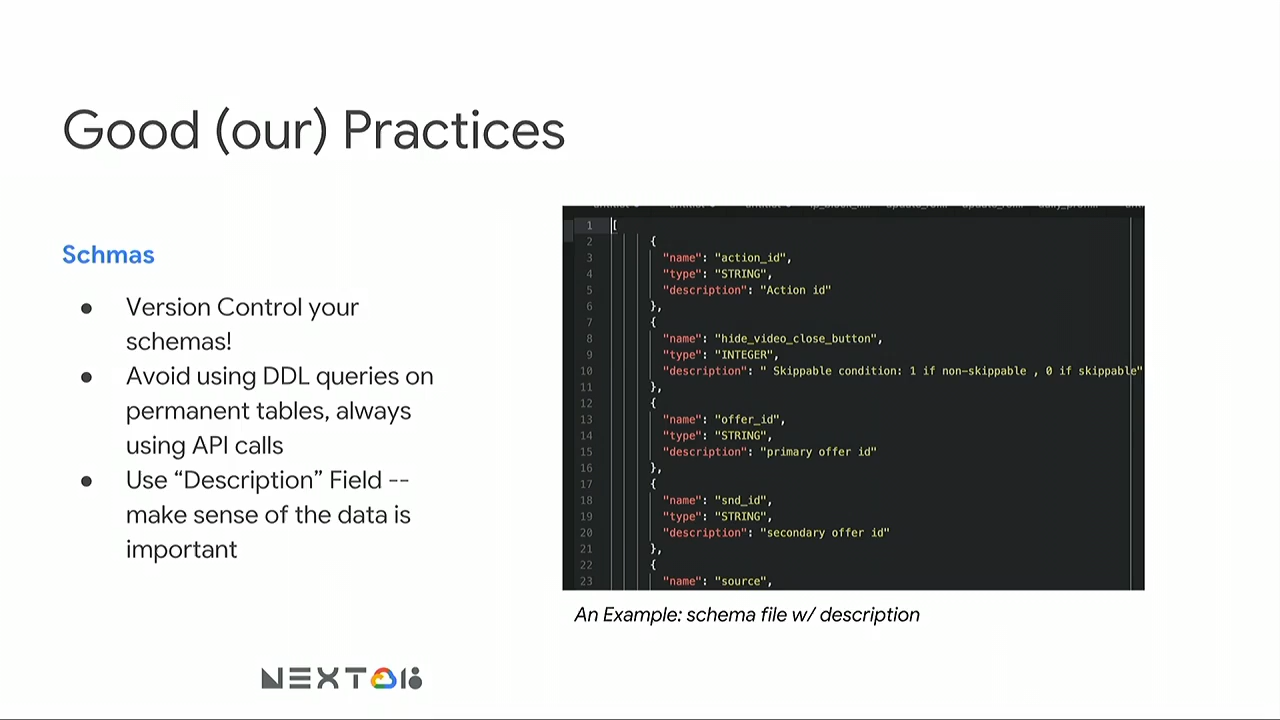 Good (our) Practices
Schmas
● Version Control your
schemas!
● Avoid using DDL queries on
permanent tables, always
using API calls
● Use “Description” Field --
make sense of the data is
important
1 [
2 {
3 "name": "action_id",
4 "type": "STRING",
5 "description": "Action id"
6 },
7 {
8 "name": "hide_video_close_button",
9 "type": "INTEGER",
10 "description": " Skippable condition: 1 if non-skippable , 0 if skippable"
11 },
12 {
13 "name": "offer_id",
14 "type": "STRING",
15 "description": "primary offer id"
16 },
17 {
18 "name": "snd_id",
19 "type": "STRING",
20 "description": "secondary offer id"
21 },
22 {
23 "name": "source",
An Example: schema file w/ description
NEXT 18